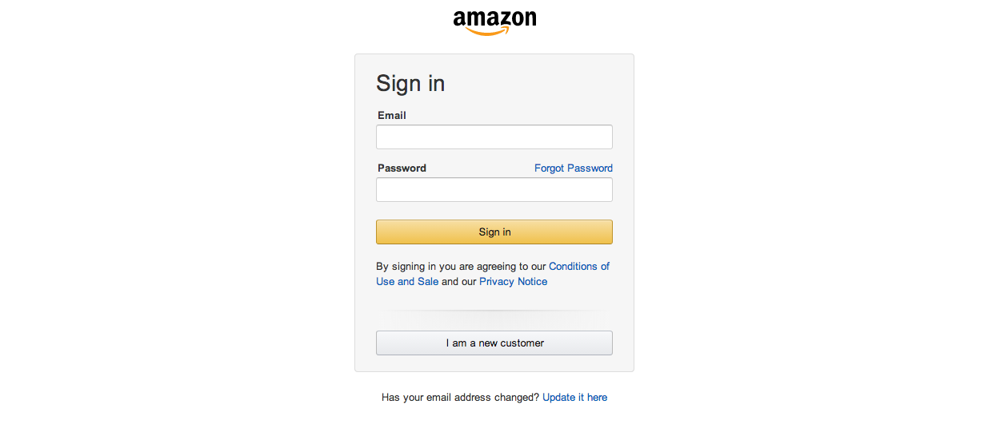 amazon
Sign in
Email
Password Forgot Password
Sign in
By signing in you are agreeing to our Conditions of
Use and Sale and our Privacy Notice
I am a new customer
Has your email address changed? Update it here